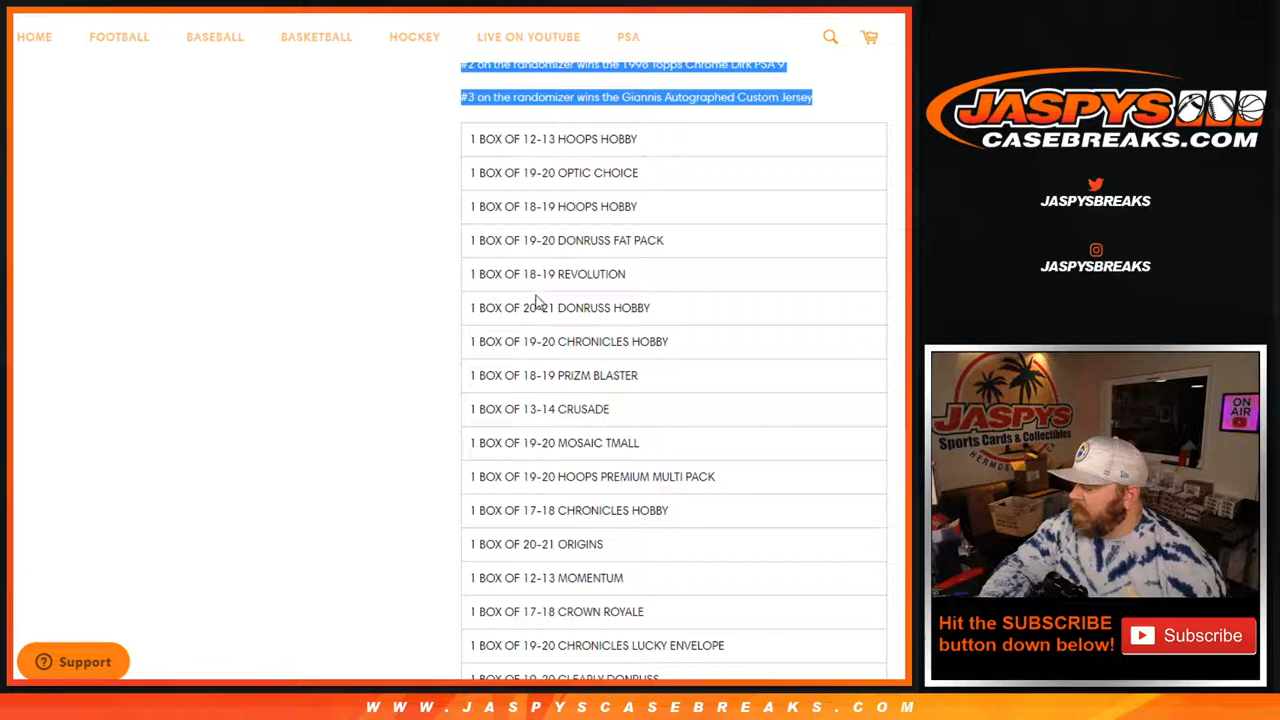 HOME FOOTBALL BASEBALL BASKETBALL HOCKEY LIVE ON YOUTUBE PSA
#2 on the randomizer wins the 1998 Topps Chrome Dirk PSA 9
#3 on the randomizer wins the Giannis Autographed Custom Jersey
1 BOX OF 12-13 HOOPS HOBBY
1 BOX OF 19-20 OPTIC CHOICE
1 BOX OF 18-19 HOOPS HOBBY
1 BOX OF 19-20 DONRUSS FAT PACK
1 BOX OF 18-19 REVOLUTION
1 BOX OF 20-21 DONRUSS HOBBY
1 BOX OF 19-20 CHRONICLES HOBBY
1 BOX OF 18-19 PRIZM BLASTER
1 BOX OF 13-14 CRUSADE
1 BOX OF 19-20 MOSAIC TMALL
1 BOX OF 19-20 HOOPS PREMIUM MULTI PACK
1 BOX OF 17-18 CHRONICLES HOBBY
1 BOX OF 20-21 ORIGINS
1 BOX OF 12-13 MOMENTUM
1 BOX OF 17-18 CROWN ROYALE
1 BOX OF 19-20 CHRONICLES LUCKY ENVELOPE
1 BOX OF 19-20 CLEARLY DONRUSS
Support
JASPYS
CASEBREAKS.COM
JASPYSBREAKS
JASPYSBREAKS
JASPYS
Sports Cards & Collectibles
HERMOSA
ON
AIR
Hit the SUBSCRIBE
button down below!
Subscribe
WWW.JASPYSCASEBREAKS.COM